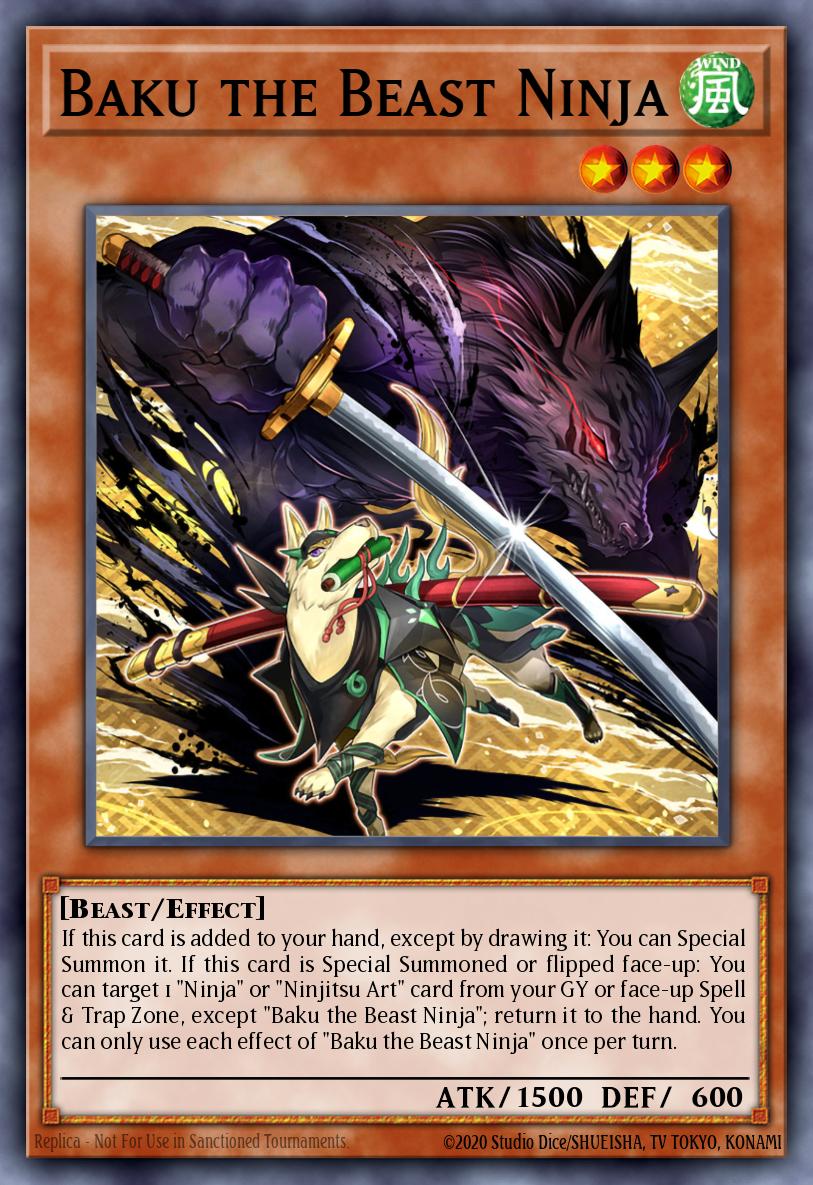 Baku the Beast Ninja
WIND
風
[Beast/Effect]
If this card is added to your hand, except by drawing it: You can Special
Summon it. If this card is Special Summoned or flipped face-up: You
can target 1 "Ninja" or "Ninjitsu Art" card from your GY or face-up Spell
& Trap Zone, except "Baku the Beast Ninja"; return it to the hand. You
can only use each effect of "Baku the Beast Ninja" once per turn.
ATK/1500 DEF/ 600
Replica - Not For Use in Sanctioned Tournaments.
©2020 Studio Dice/SHUEISHA, TV TOKYO, KONAMI